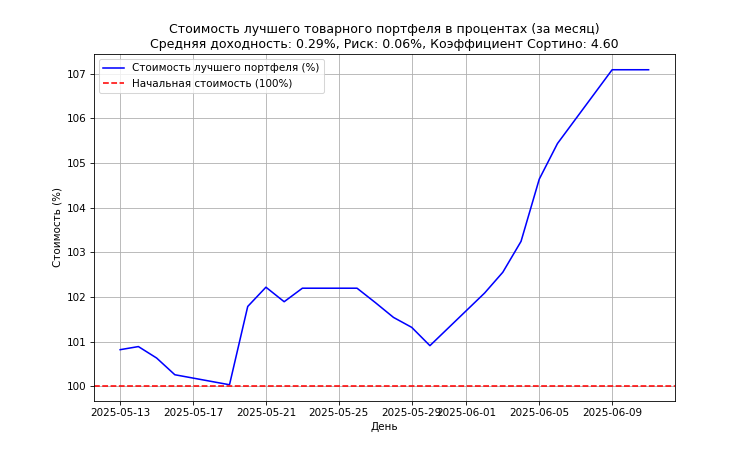 Стоимость лучшего товарного портфеля в процентах (за месяц)
Средняя доходность: 0.29%, Риск: 0.06%, Коэффициент Сортино: 4.60
Стоимость лучшего портфеля (%)
Начальная стоимость (100%)
Стоимость (%)
107
106
105
104
103
102
101
100
2025-05-13 2025-05-17 2025-05-21 2025-05-25 2025-05-29 2025-06-01 2025-06-05 2025-06-09
День